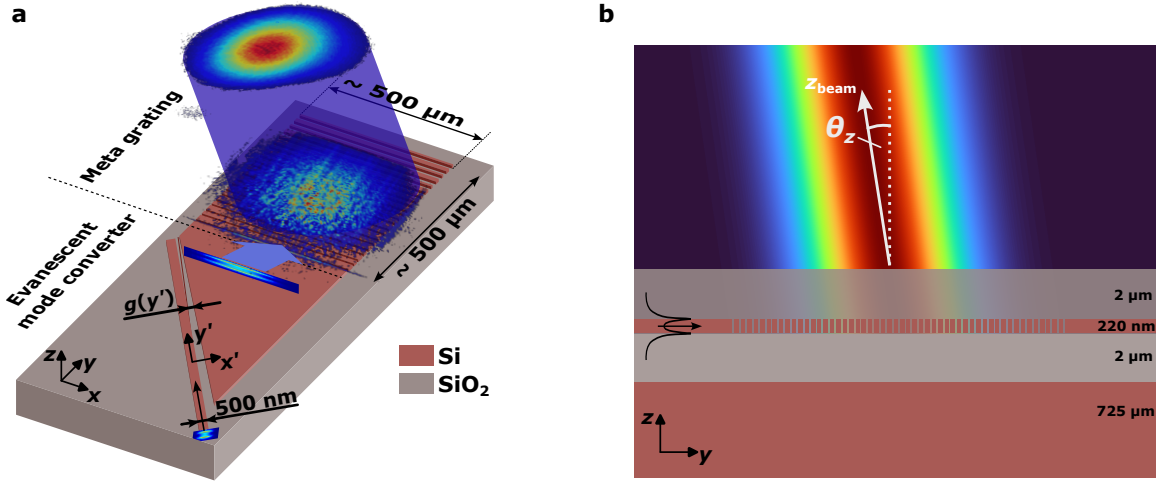 a
Meta grating
~ 500 µm
Evanescent
mode converter
~ 500 µm
g(y')
y'
x'
z
y
x
500 nm
Si
SiO₂
b
z_beam
θ_z
2 µm
220 nm
2 µm
725 µm
z
y